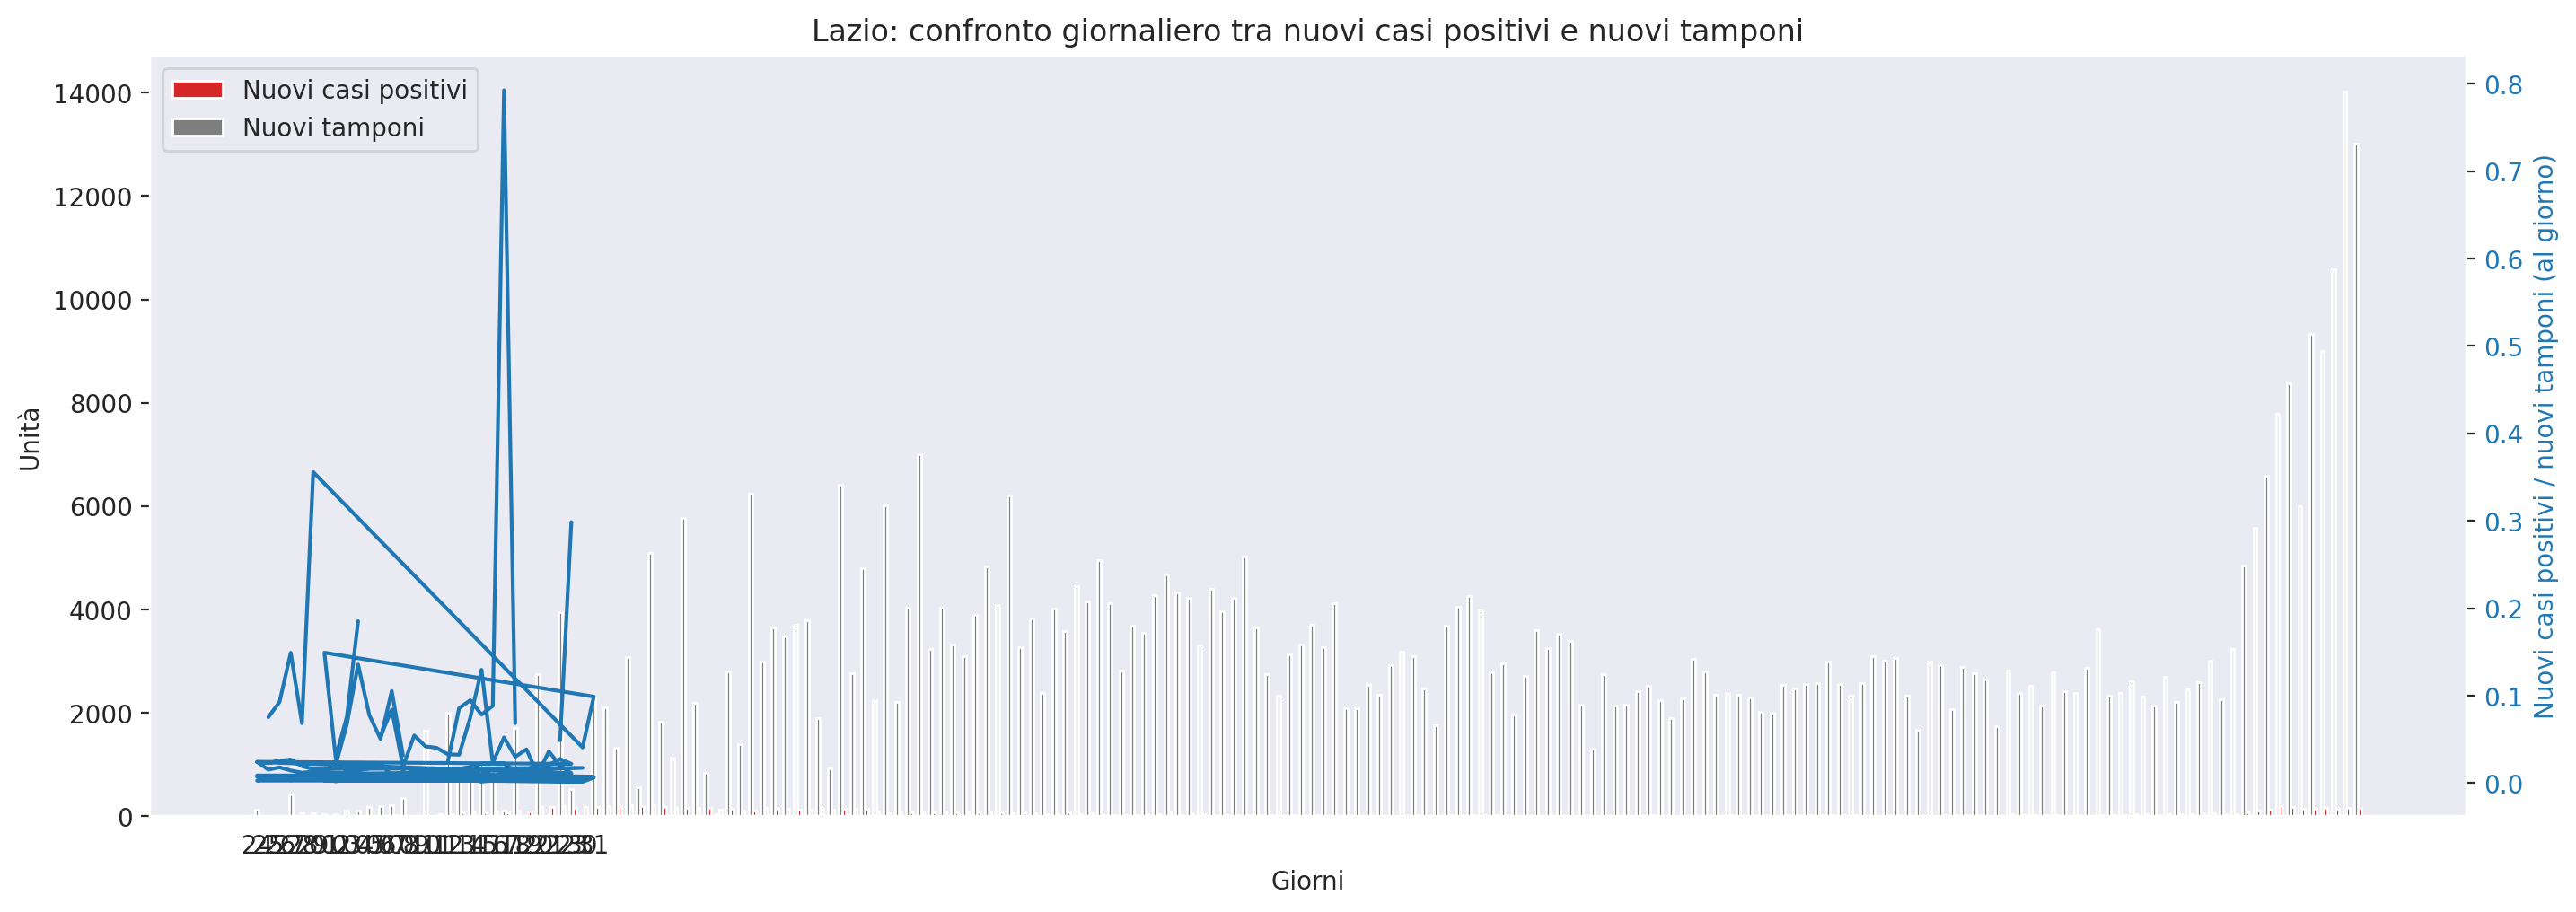 Lazio: confronto giornaliero tra nuovi casi positivi e nuovi tamponi
Nuovi casi positivi
Nuovi tamponi
14000
12000
10000
8000
6000
4000
2000
0
Unità
0.8
0.7
0.6
0.5
0.4
0.3
0.2
0.1
0.0
Nuovi casi positivi / nuovi tamponi (al giorno)
Giorni